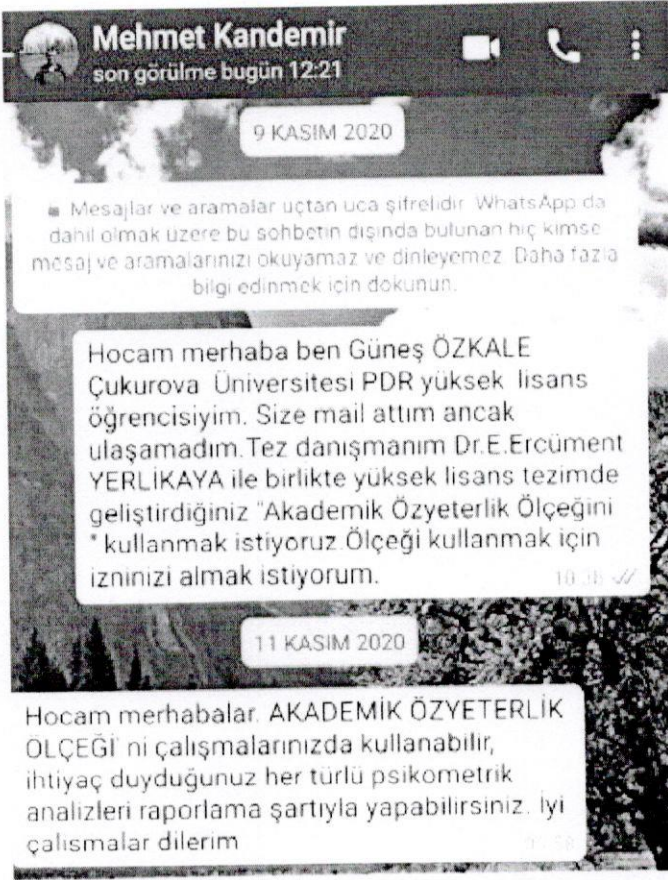 Mehmet Kandemir
son görülme bugün 12:21
9 KASIM 2020
Mesajlar ve aramalar uçtan uca şifrelidir. WhatsApp da
dahil olmak üzere bu sohbetin dışında bulunan hiç kimse
mesaj ve aramalarınızı okuyamaz ve dinleyemez. Daha fazla
bilgi edinmek için dokunun.
Hocam merhaba ben Güneş ÖZKALE
Çukurova Üniversitesi PDR yüksek lisans
öğrencisiyim. Size mail attım ancak
ulaşamadım.Tez danışmanım Dr.E.Ercüment
YERLİKAYA ile birlikte yüksek lisans tezimde
geliştirdiğiniz "Akademik Özyeterlik Ölçeğini
" kullanmak istiyoruz.Ölçeği kullanmak için
izninizi almak istiyorum.
11 KASIM 2020
Hocam merhabalar. AKADEMİK ÖZYETERLİK
ÖLÇEĞİ' ni çalışmalarınızda kullanabilir,
ihtiyaç duyduğunuz her türlü psikometrik
analizleri raporlama şartıyla yapabilirsiniz. İyi
çalısmalar dilerim